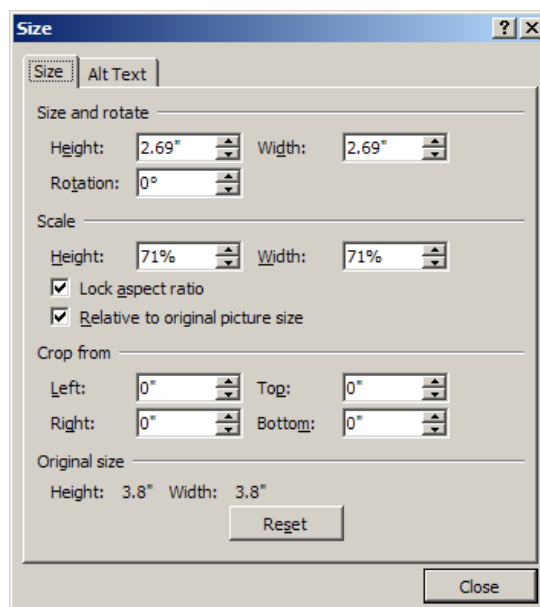 Size
Size Alt Text
Size and rotate
Height: 2.69" Width: 2.69"
Rotation: 0°
Scale
Height: 71% Width: 71%
Lock aspect ratio
Relative to original picture size
Crop from
Left: 0" Top: 0"
Right: 0" Bottom: 0"
Original size
Height: 3.8" Width: 3.8"
Reset
Close